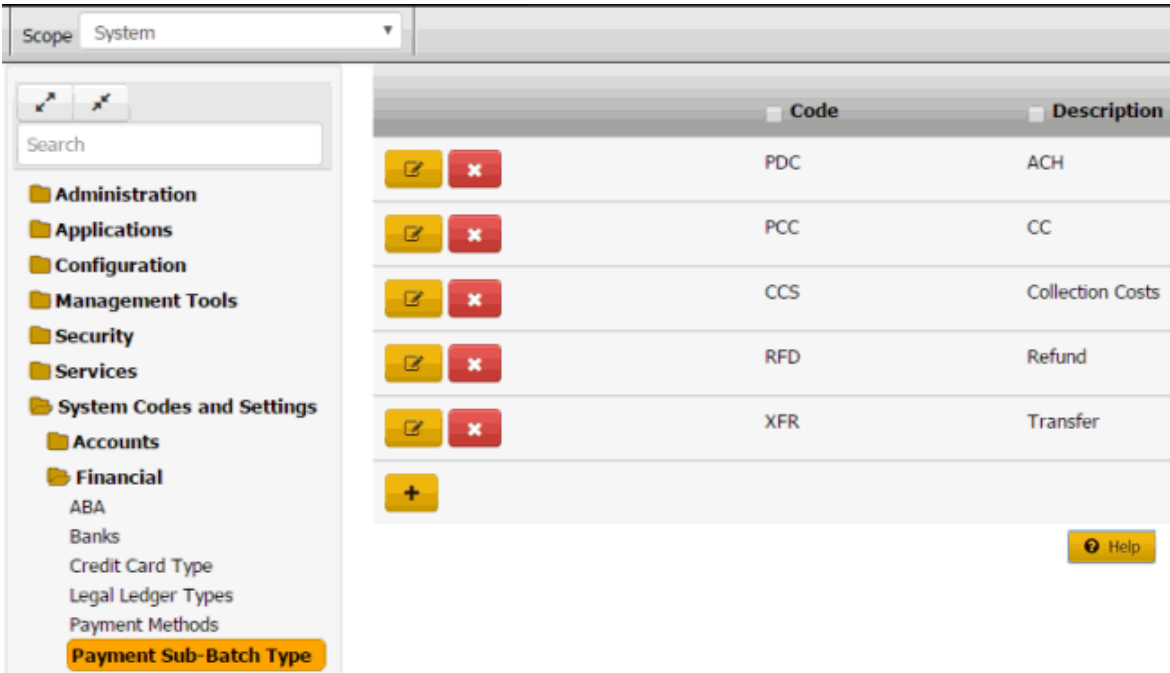 Scope System
Search
Administration
Applications
Configuration
Management Tools
Security
Services
System Codes and Settings
Accounts
Financial
ABA
Banks
Credit Card Type
Legal Ledger Types
Payment Methods
Payment Sub-Batch Type
Code Description
PDC ACH
PCC CC
CCS Collection Costs
RFD Refund
XFR Transfer
Help